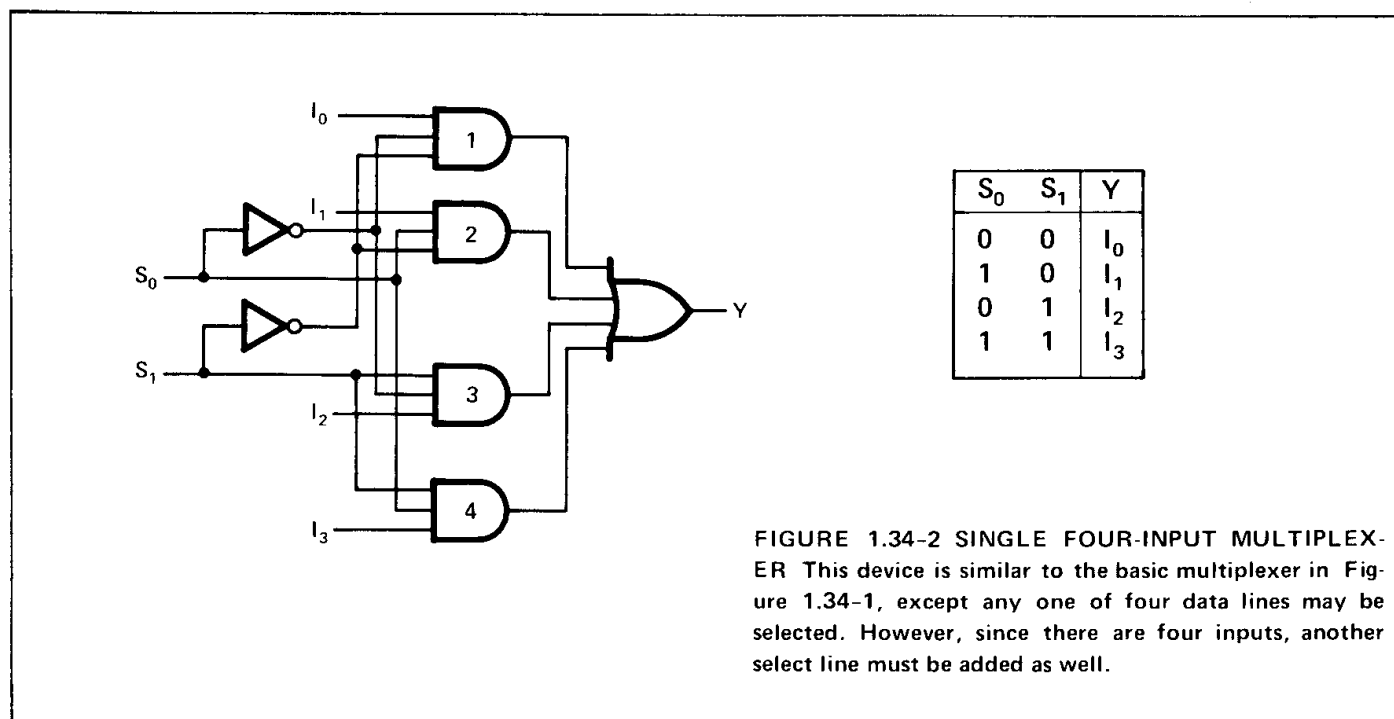 I₀
1
I₁
2
S₀
Y
S₁
3
I₂
4
I₃
S₀ S₁ Y
0 0 I₀
1 0 I₁
0 1 I₂
1 1 I₃
FIGURE 1.34-2 SINGLE FOUR-INPUT MULTIPLEX-
ER This device is similar to the basic multiplexer in Fig-
ure 1.34-1, except any one of four data lines may be
selected. However, since there are four inputs, another
select line must be added as well.